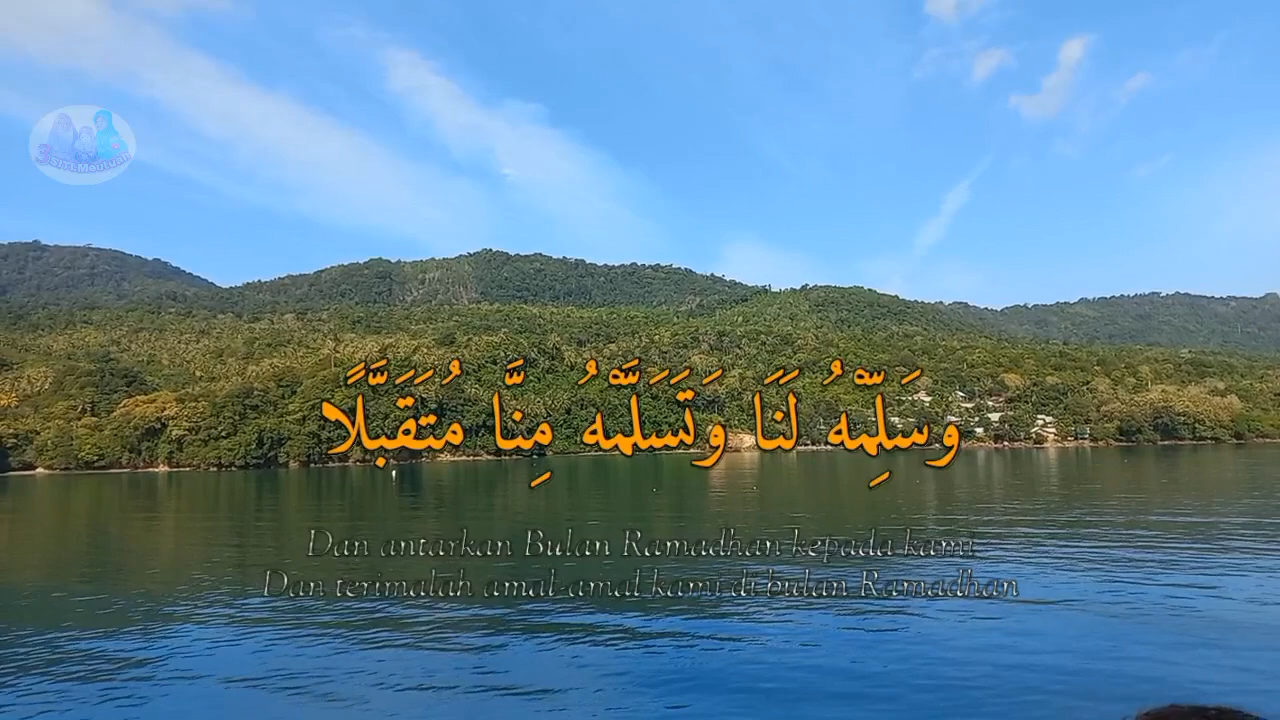 وَسَلِّمْهُ لَنَا وَتَسَلَّمْهُ مِنَّا مُتَقَبَّلًا
Dan antarkan Bulan Ramadhan kepada kami
Dan terimalah amal-amal kami di bulan Ramadhan